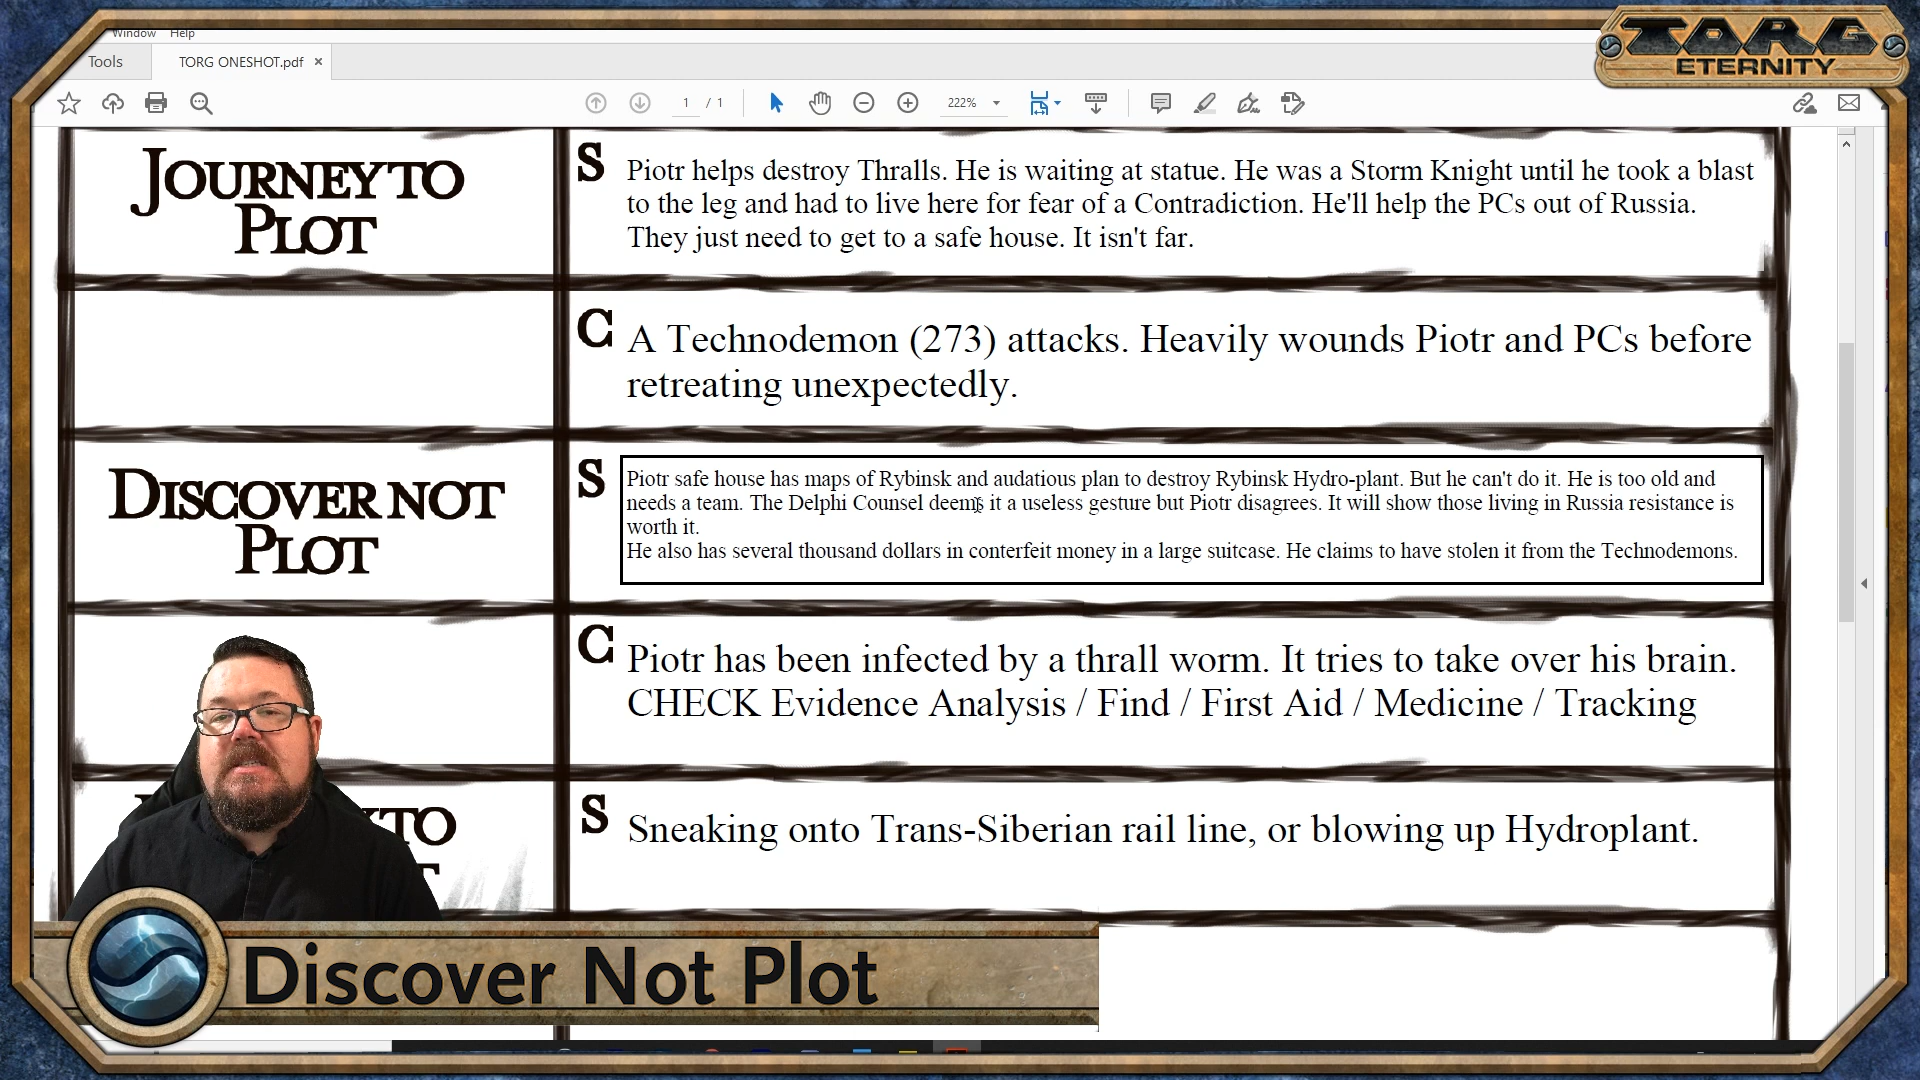 Window Help
TORG
ETERNITY
Tools TORG ONESHOT.pdf
1 / 1 222%
JOURNEY TO
PLOT
S
Piotr helps destroy Thralls. He is waiting at statue. He was a Storm Knight until he took a blast
to the leg and had to live here for fear of a Contradiction. He'll help the PCs out of Russia.
They just need to get to a safe house. It isn't far.
C
A Technodemon (273) attacks. Heavily wounds Piotr and PCs before
retreating unexpectedly.
DISCOVER NOT
PLOT
S
Piotr safe house has maps of Rybinsk and audatious plan to destroy Rybinsk Hydro-plant. But he can't do it. He is too old and
needs a team. The Delphi Counsel deems it a useless gesture but Piotr disagrees. It will show those living in Russia resistance is
worth it.
He also has several thousand dollars in conterfeit money in a large suitcase. He claims to have stolen it from the Technodemons.
C
Piotr has been infected by a thrall worm. It tries to take over his brain.
CHECK Evidence Analysis / Find / First Aid / Medicine / Tracking
TO
S
Sneaking onto Trans-Siberian rail line, or blowing up Hydroplant.
Discover Not Plot